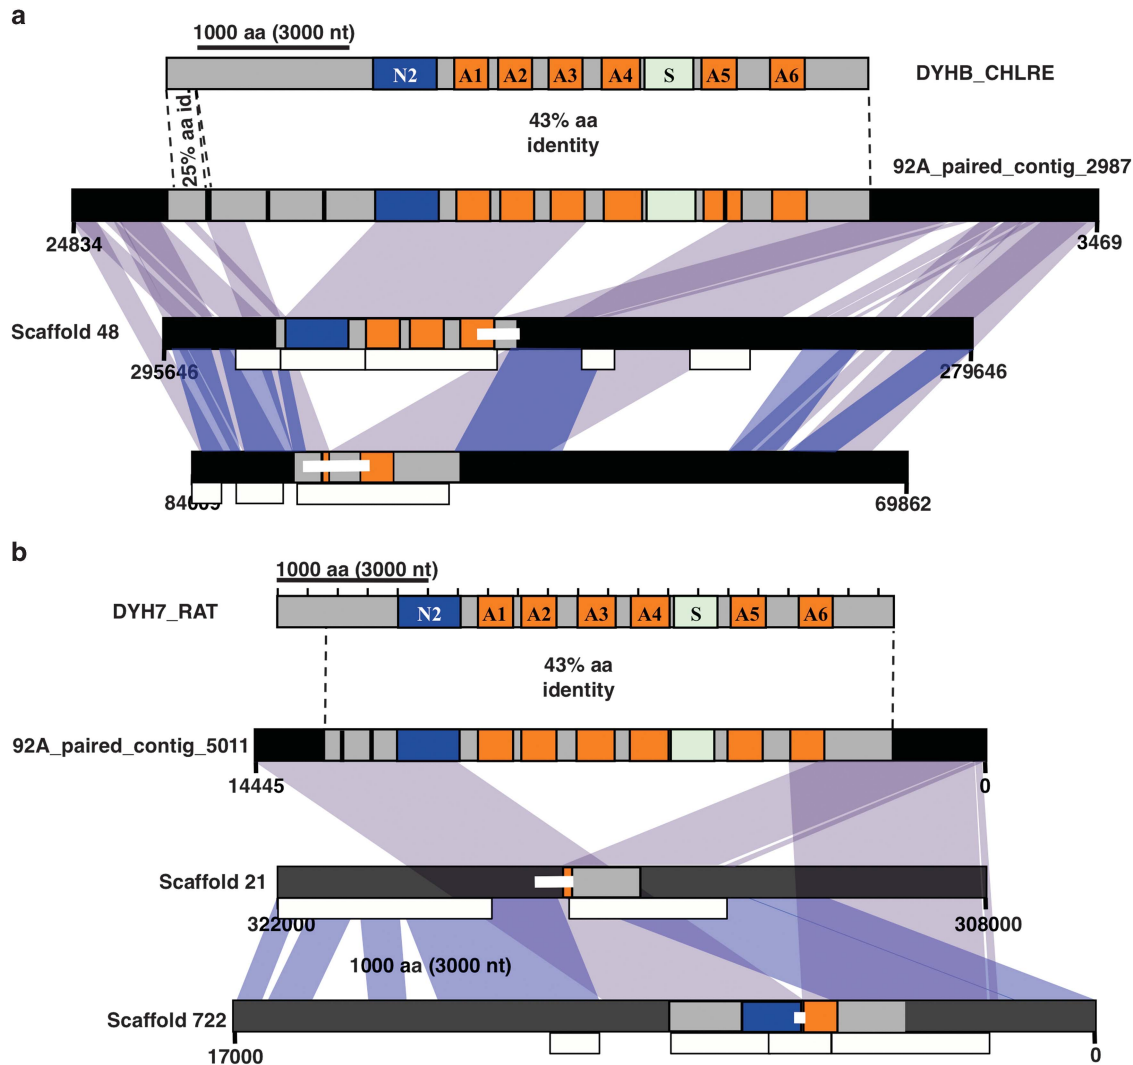 a
1000 aa (3000 nt)
N2 A1 A2 A3 A4 S A5 A6
DYHB_CHLRE
25% aa id.
43% aa
identity
92A_paired_contig_2987
24834
3469
Scaffold 48
295646
279646
69862
b
1000 aa (3000 nt)
DYH7_RAT
N2 A1 A2 A3 A4 S A5 A6
43% aa
identity
92A_paired_contig_5011
14445
0
Scaffold 21
322000
308000
1000 aa (3000 nt)
Scaffold 722
17000
0